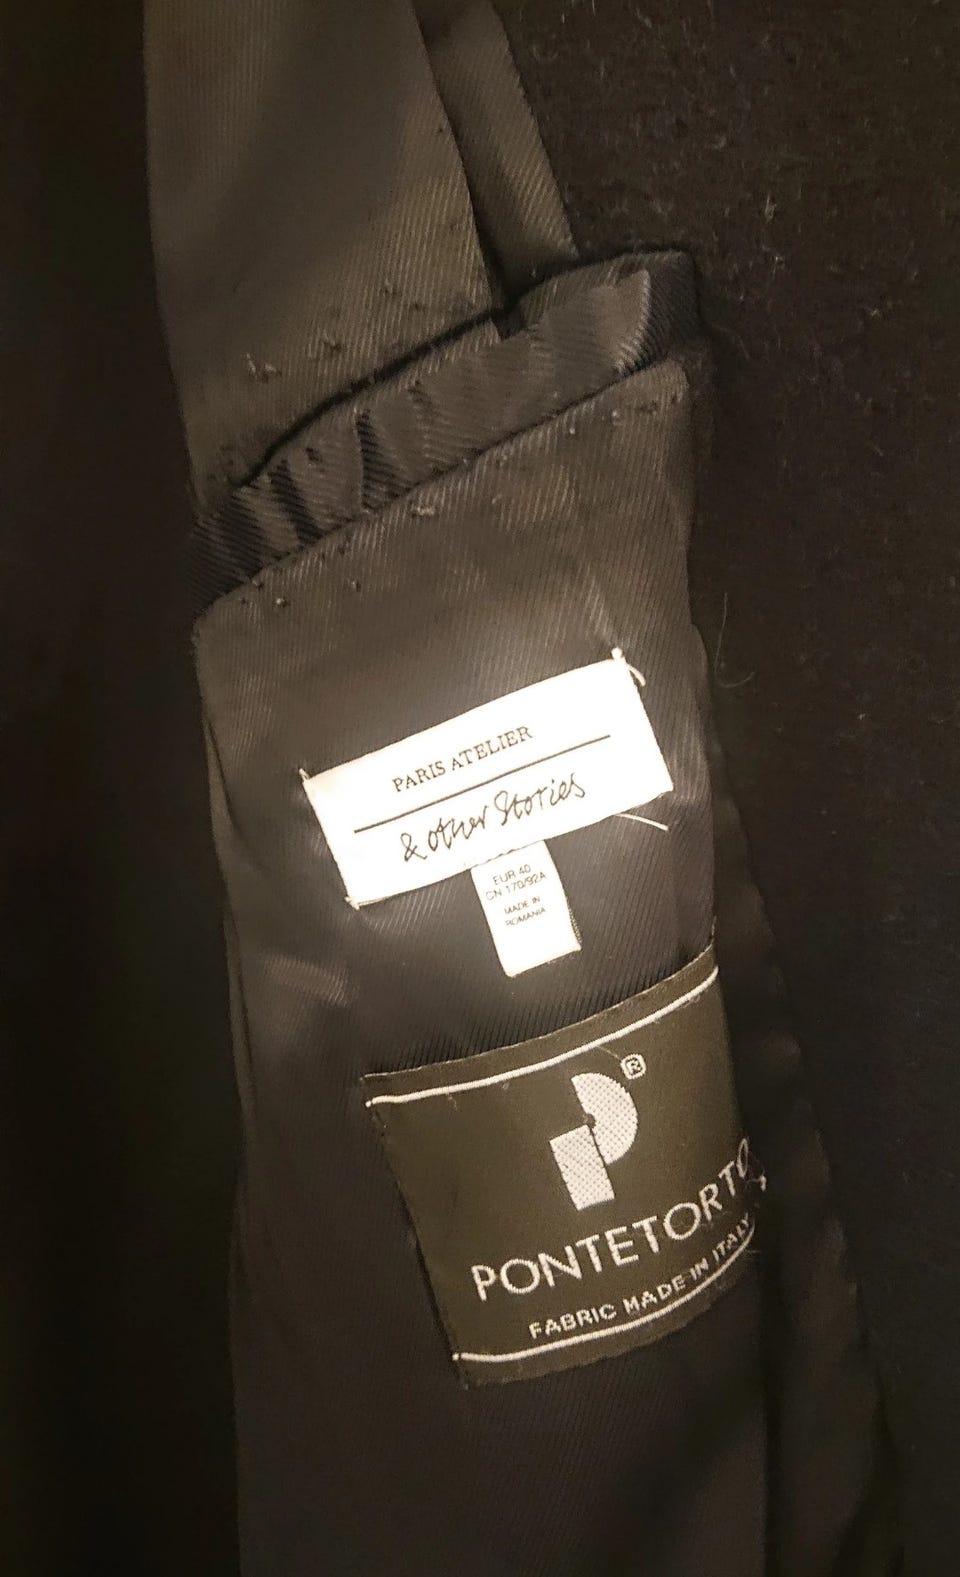 PARIS ATELIER
& other Stories
EUR 40
CN 170/92A
MADE IN
ROMANIA
®
PONTETORTO
FABRIC MADE IN ITALY